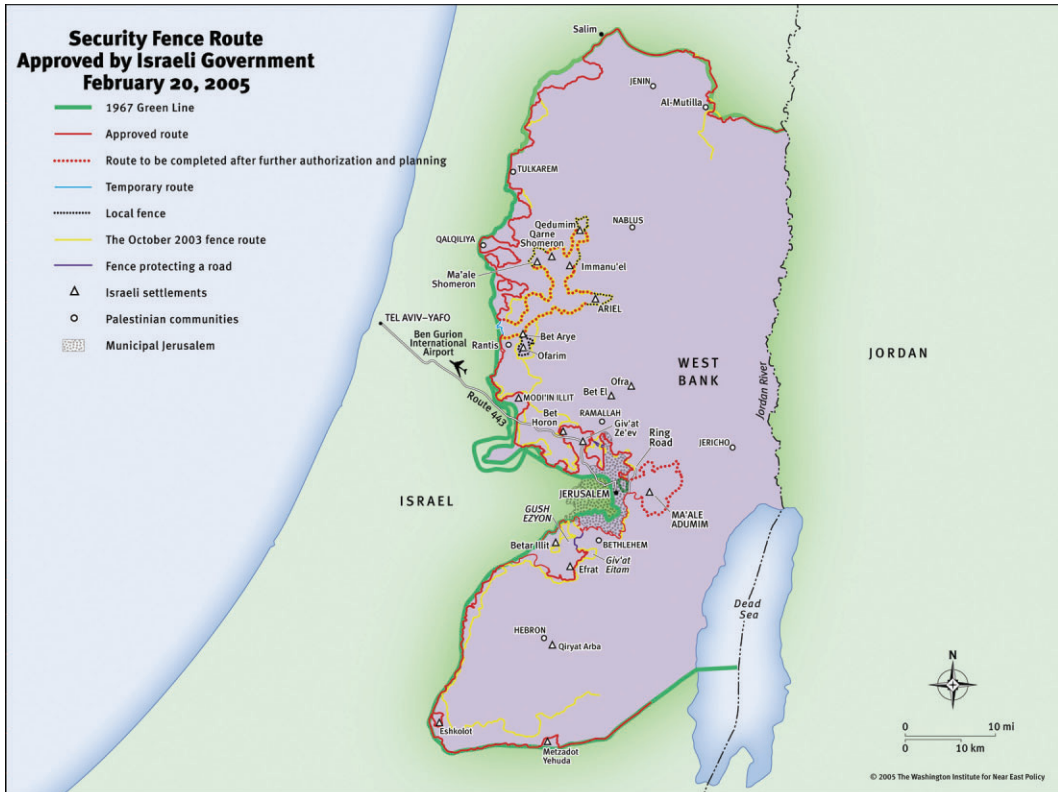 Security Fence Route
Approved by Israeli Government
February 20, 2005
1967 Green Line
Approved route
Route to be completed after further authorization and planning
Temporary route
Local fence
The October 2003 fence route
Fence protecting a road
Israeli settlements
Palestinian communities
Municipal Jerusalem
Salim
JENIN
Al-Mutilla
TULKAREM
Qedumim
Qarne
Shomeron
NABLUS
QALQILIYA
Immanu'el
Ma'ale
Shomeron
ARIEL
TEL AVIV–YAFO
Ben Gurion
International
Airport
Bet Arye
Rantis
Ofarim
WEST
BANK
JORDAN
Jordan River
Ofra
Bet El
MODI'IN ILLIT
Route 443
Bet
Horon
RAMALLAH
Giv'at
Ze'ev
Ring
Road
JERICHO
ISRAEL
JERUSALEM
MA'ALE
ADUMIM
GUSH
EZYON
Betar Illit
BETHLEHEM
Giv'at
Eitam
Efrat
Dead
Sea
HEBRON
Qiryat Arba
N
Eshkolot
Metzadot
Yehuda
0 10 mi
0 10 km
© 2005 The Washington Institute for Near East Policy